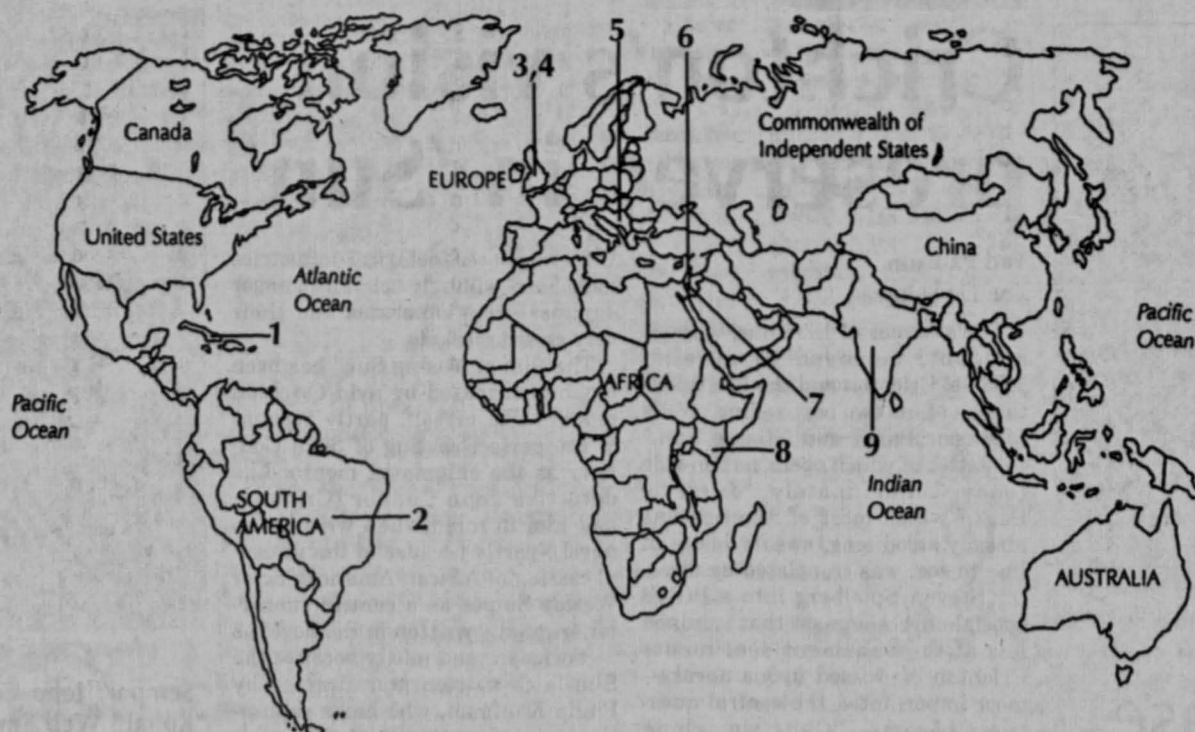 5
6
3,4
Canada
Commonwealth of
Independent States
EUROPE
United States
China
Atlantic
Ocean
Pacific
Ocean
1
AFRICA
Pacific
Ocean
7
9
8
Indian
Ocean
SOUTH
AMERICA
2
AUSTRALIA